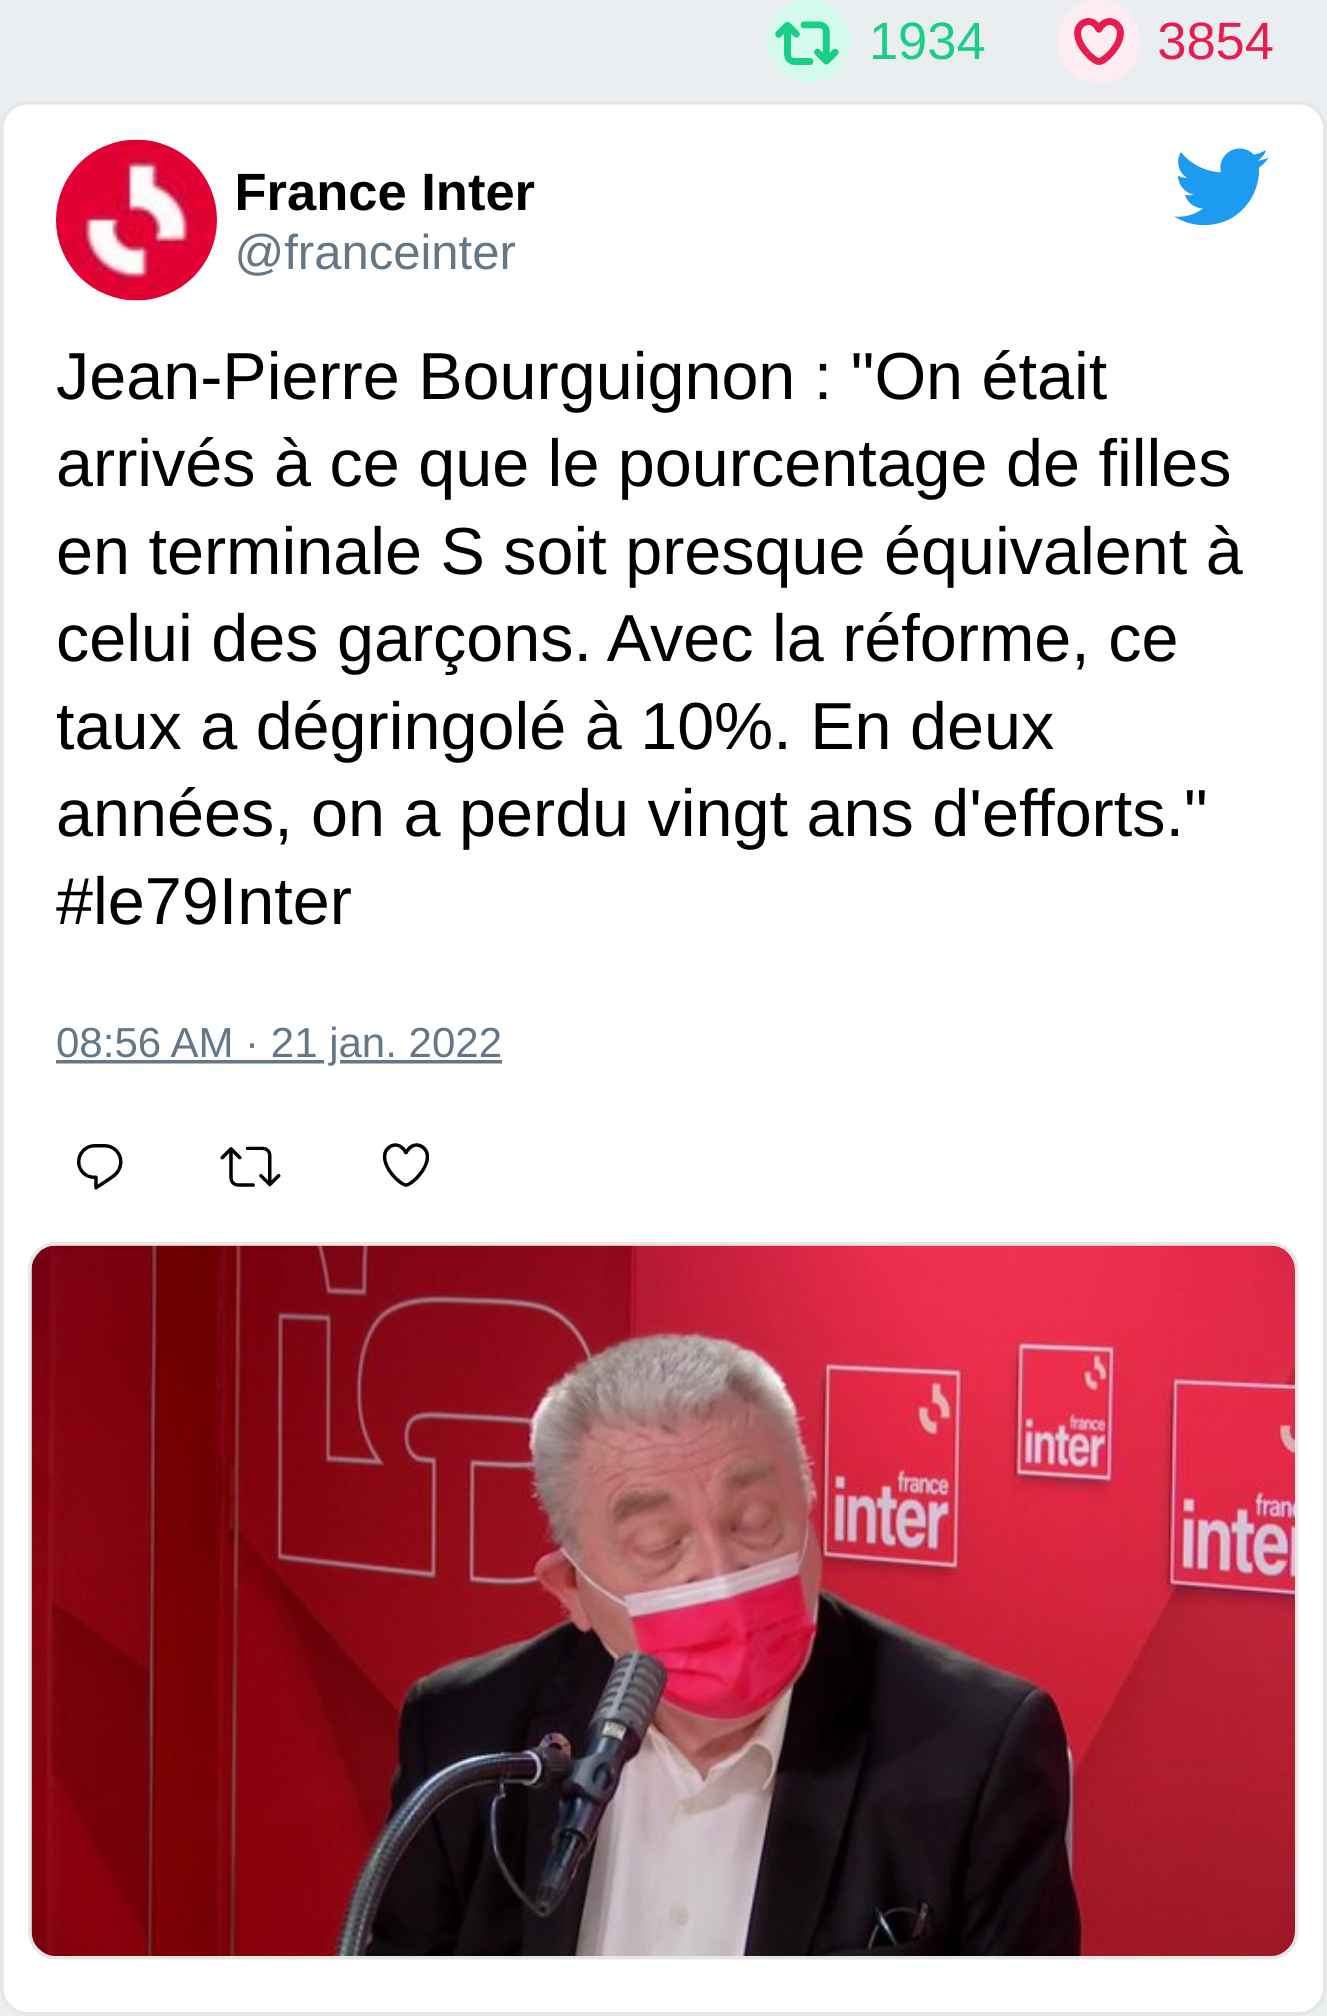 1934 3854
France Inter
@franceinter
Jean-Pierre Bourguignon : "On était
arrivés à ce que le pourcentage de filles
en terminale S soit presque équivalent à
celui des garçons. Avec la réforme, ce
taux a dégringolé à 10%. En deux
années, on a perdu vingt ans d'efforts."
#le79Inter
08:56 AM · 21 jan. 2022
france
inter
france
inter
fran
inte